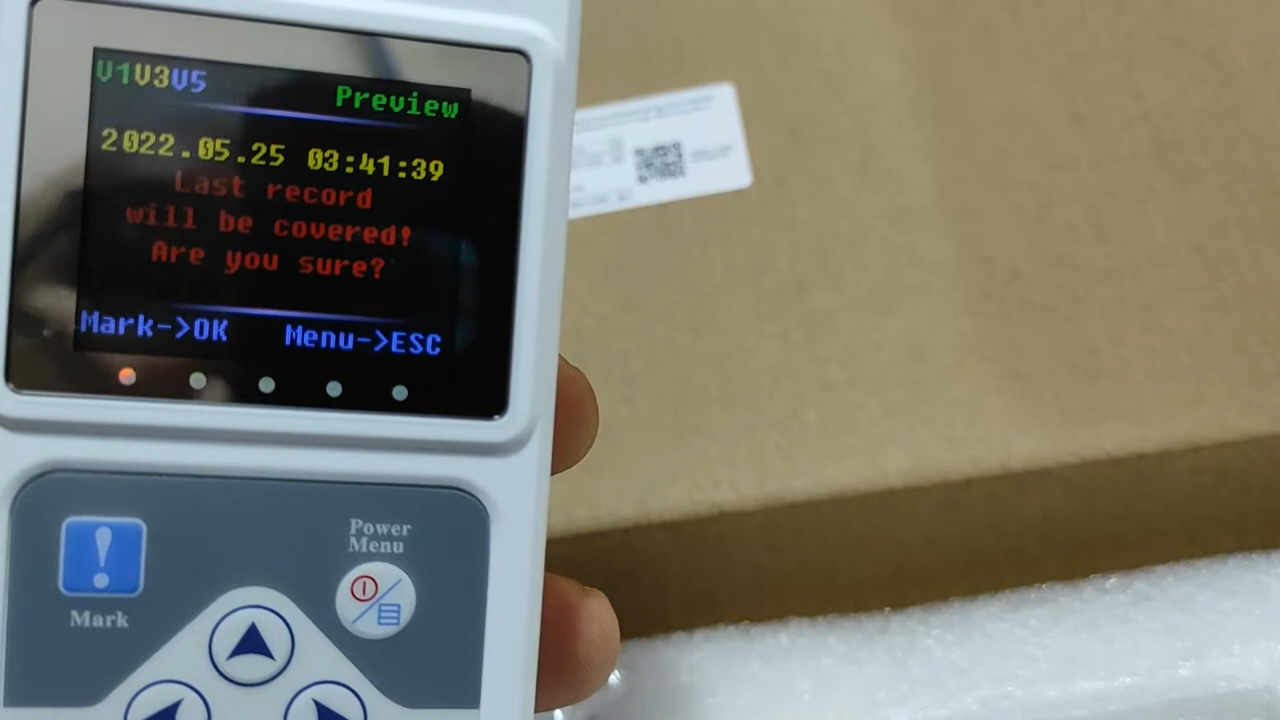 V1V3V5
Preview
2022.05.25 03:41:39
Last record
will be covered!
Are you sure?
Mark->OK Menu->ESC
Power
Menu
Mark